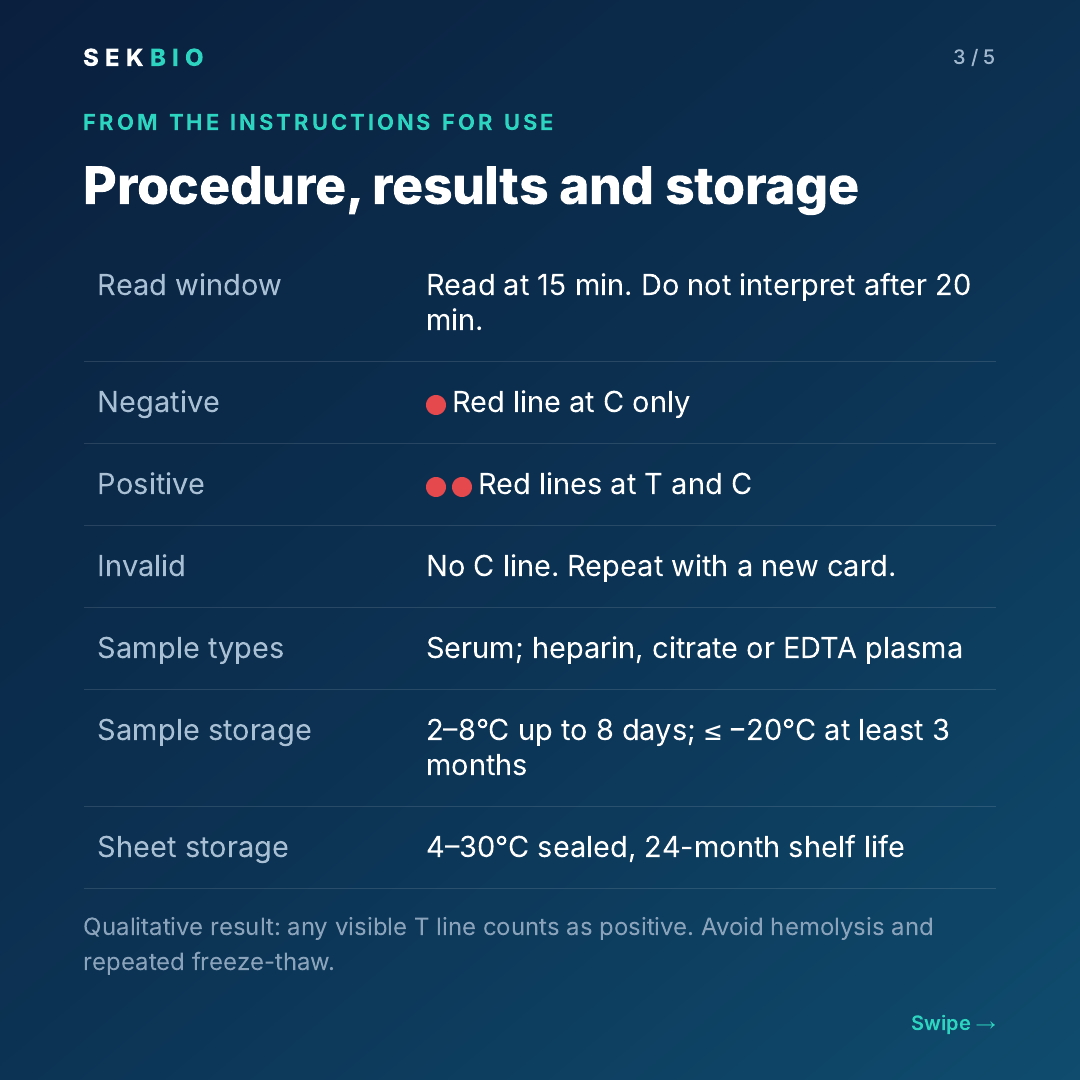 SEKBIO
3 / 5
FROM THE INSTRUCTIONS FOR USE
Procedure, results and storage
Read window
Read at 15 min. Do not interpret after 20
min.
Negative
Red line at C only
Positive
Red lines at T and C
Invalid
No C line. Repeat with a new card.
Sample types
Serum; heparin, citrate or EDTA plasma
Sample storage
2–8°C up to 8 days; ≤ −20°C at least 3
months
Sheet storage
4–30°C sealed, 24-month shelf life
Qualitative result: any visible T line counts as positive. Avoid hemolysis and
repeated freeze-thaw.
Swipe →